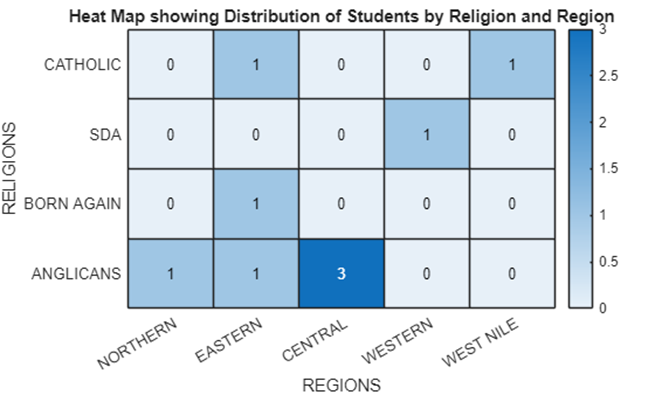 Heat Map showing Distribution of Students by Religion and Region
RELIGIONS
CATHOLIC 0 1 0 0 1
SDA 0 0 0 1 0
BORN AGAIN 0 1 0 0 0
ANGLICANS 1 1 3 0 0
NORTHERN EASTERN CENTRAL WESTERN WEST NILE
REGIONS
3
2.5
2
1.5
1
0.5
0